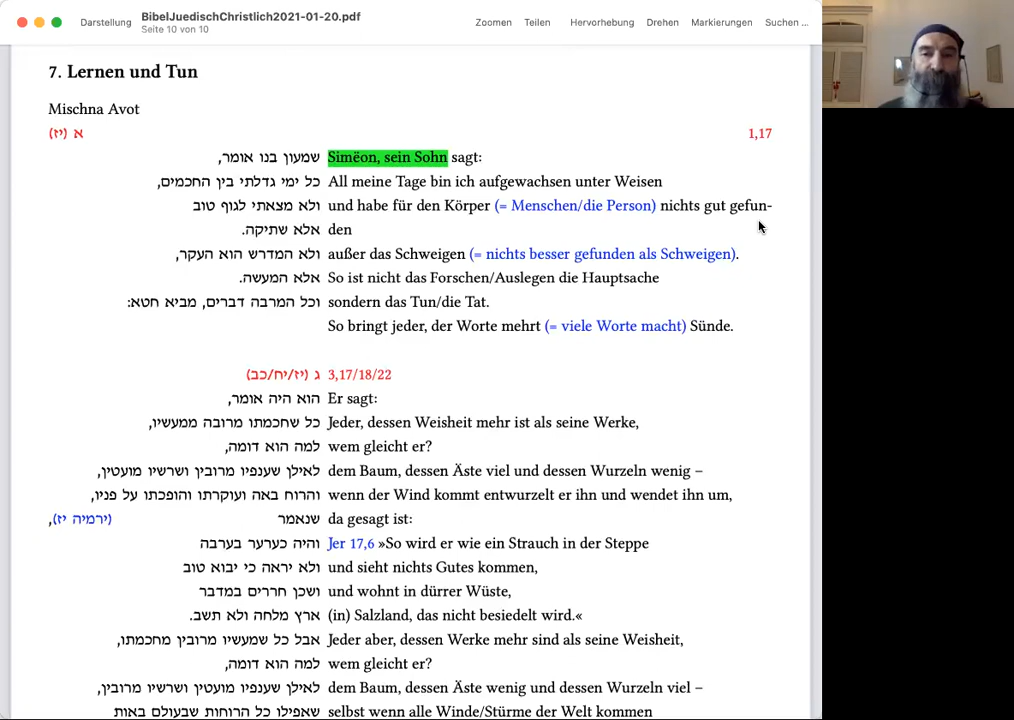 Darstellung
BibelJuedischChristlich2021-01-20.pdf
Seite 10 von 10
Zoomen Teilen Hervorhebung Drehen Markierungen Suchen ...
7. Lernen und Tun
Mischna Avot
א (יז) 1,17
שמעון בנו אומר, Simëon, sein Sohn sagt:
כל ימי גדלתי בין החכמים, All meine Tage bin ich aufgewachsen unter Weisen
ולא מצאתי לגוף טוב und habe für den Körper (= Menschen/die Person) nichts gut gefun-
אלא שתיקה. den
ולא המדרש הוא העקר, außer das Schweigen (= nichts besser gefunden als Schweigen).
אלא המעשה. So ist nicht das Forschen/Auslegen die Hauptsache
וכל המרבה דברים, מביא חטא: sondern das Tun/die Tat.
So bringt jeder, der Worte mehrt (= viele Worte macht) Sünde.
ג (יז/יח/כב) 3,17/18/22
הוא היה אומר, Er sagt:
כל שחכמתו מרובה ממעשיו, Jeder, dessen Weisheit mehr ist als seine Werke,
למה הוא דומה, wem gleicht er?
לאילן שענפיו מרובין ושרשיו מועטין, dem Baum, dessen Äste viel und dessen Wurzeln wenig –
והרוח באה ועוקרתו והופכתו על פניו, wenn der Wind kommt entwurzelt er ihn und wendet ihn um,
שנאמר (ירמיה יז), da gesagt ist:
והיה כערער בערבה Jer 17,6 »So wird er wie ein Strauch in der Steppe
ולא יראה כי יבוא טוב und sieht nichts Gutes kommen,
ושכן חררים במדבר und wohnt in dürrer Wüste,
ארץ מלחה ולא תשב. (in) Salzland, das nicht besiedelt wird.«
אבל כל שמעשיו מרובין מחכמתו, Jeder aber, dessen Werke mehr sind als seine Weisheit,
למה הוא דומה, wem gleicht er?
לאילן שענפיו מועטין ושרשיו מרובין, dem Baum, dessen Äste wenig und dessen Wurzeln viel –
שאפילו כל הרוחות שבעולם באות selbst wenn alle Winde/Stürme der Welt kommen